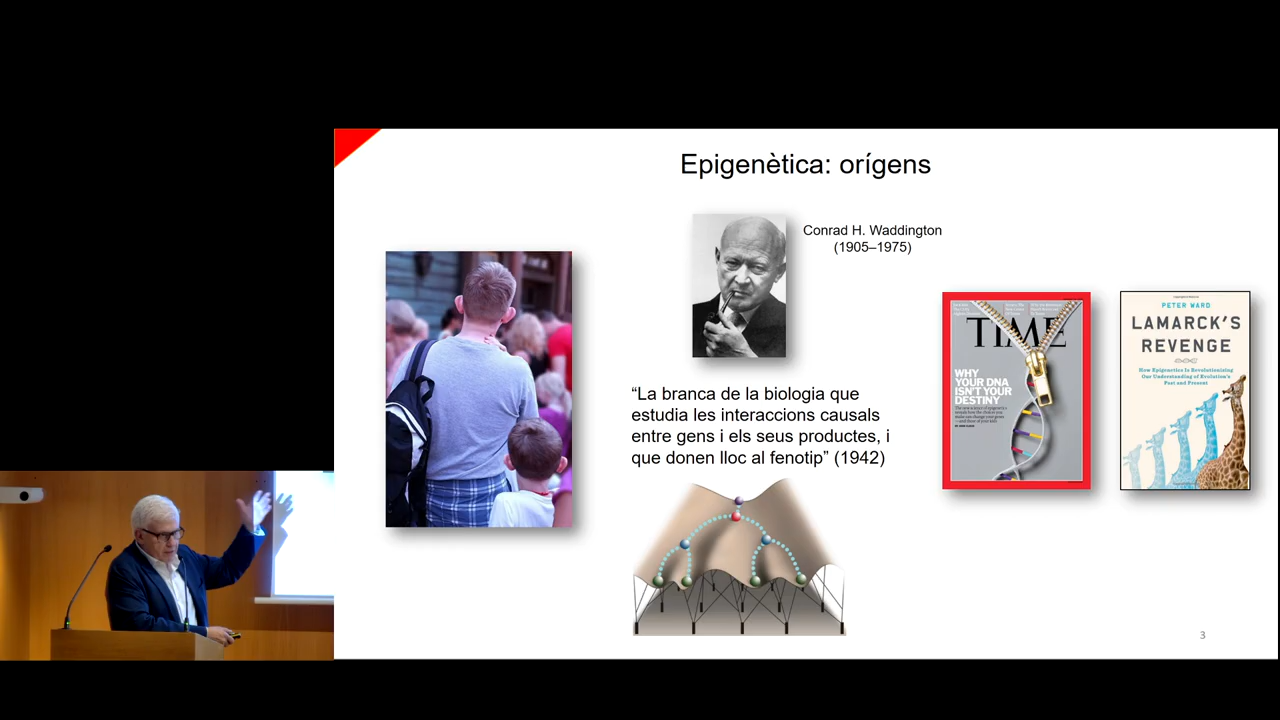 Epigenètica: orígens
Conrad H. Waddington
(1905–1975)
“La branca de la biologia que
estudia les interaccions causals
entre gens i els seus productes, i
que donen lloc al fenotip” (1942)
TIME
WHY
YOUR DNA
ISN'T YOUR
DESTINY
PETER WARD
LAMARCK'S
REVENGE
How Epigenetics Is Revolutionizing
Our Understanding of Evolution's
Past and Present
3